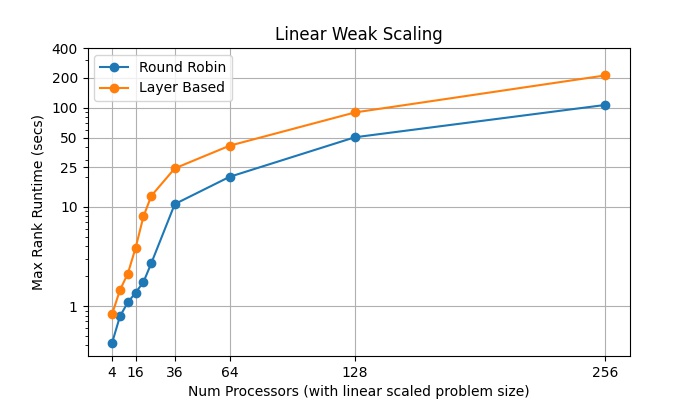 Linear Weak Scaling
Max Rank Runtime (secs)
400
200
100
50
25
10
1
Round Robin
Layer Based
4 16 36 64 128 256
Num Processors (with linear scaled problem size)